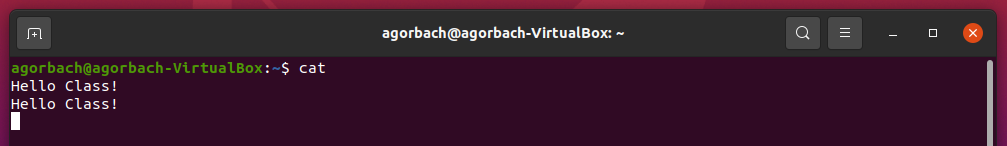 agorbach@agorbach-VirtualBox: ~
agorbach@agorbach-VirtualBox:~$ cat
Hello Class!
Hello Class!